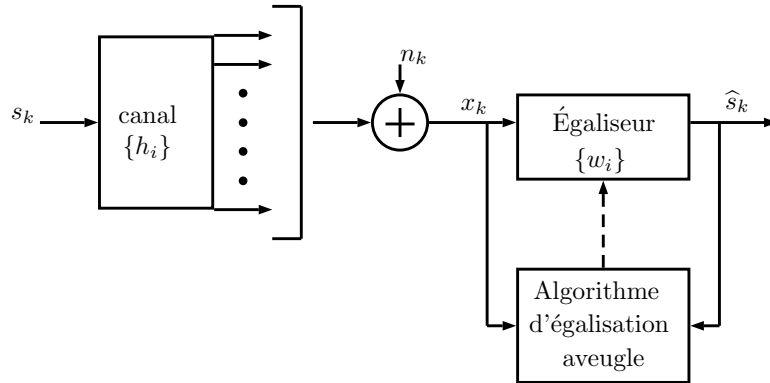 s_k
canal
{h_i}
n_k
x_k
Égaliseur
{w_i}
ŝ_k
Algorithme
d'égalisation
aveugle